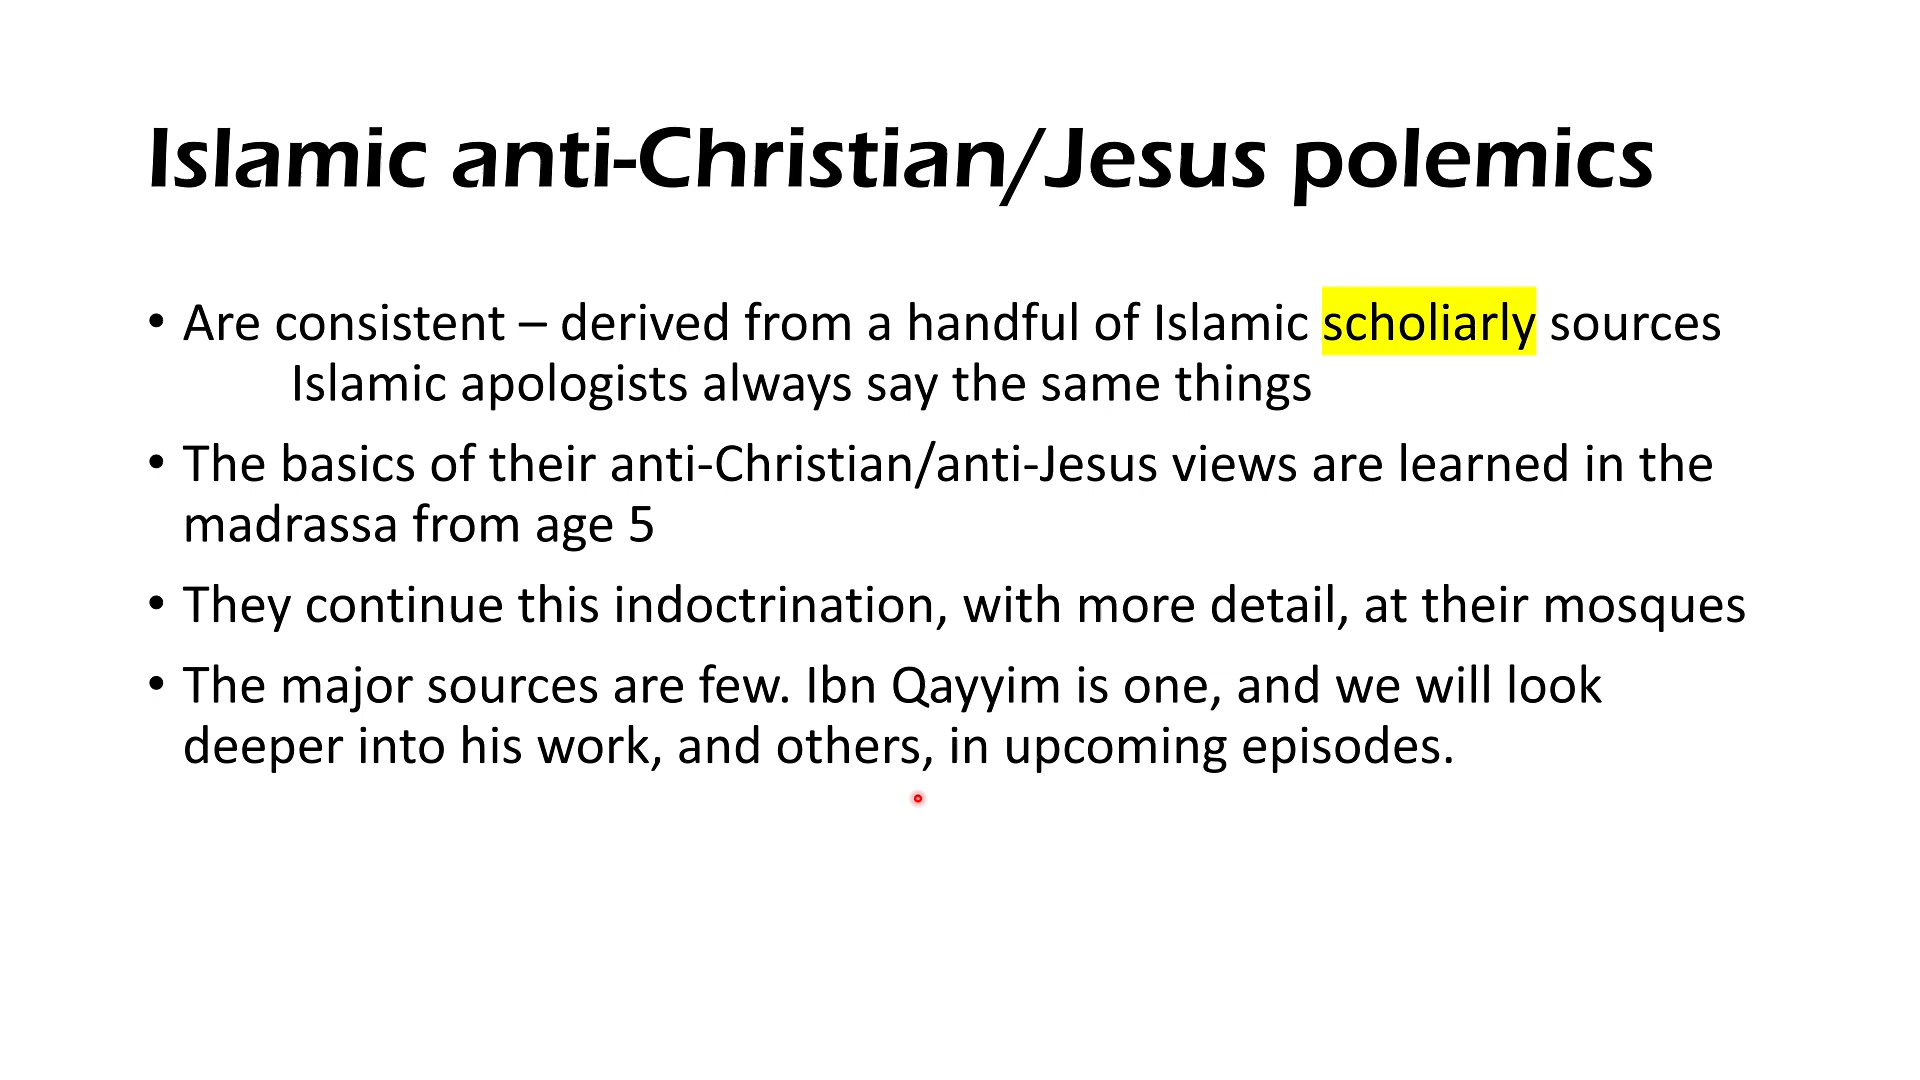 Islamic anti-Christian/Jesus polemics
• Are consistent – derived from a handful of Islamic scholiarly sources
Islamic apologists always say the same things
• The basics of their anti-Christian/anti-Jesus views are learned in the
madrassa from age 5
• They continue this indoctrination, with more detail, at their mosques
• The major sources are few. Ibn Qayyim is one, and we will look
deeper into his work, and others, in upcoming episodes.